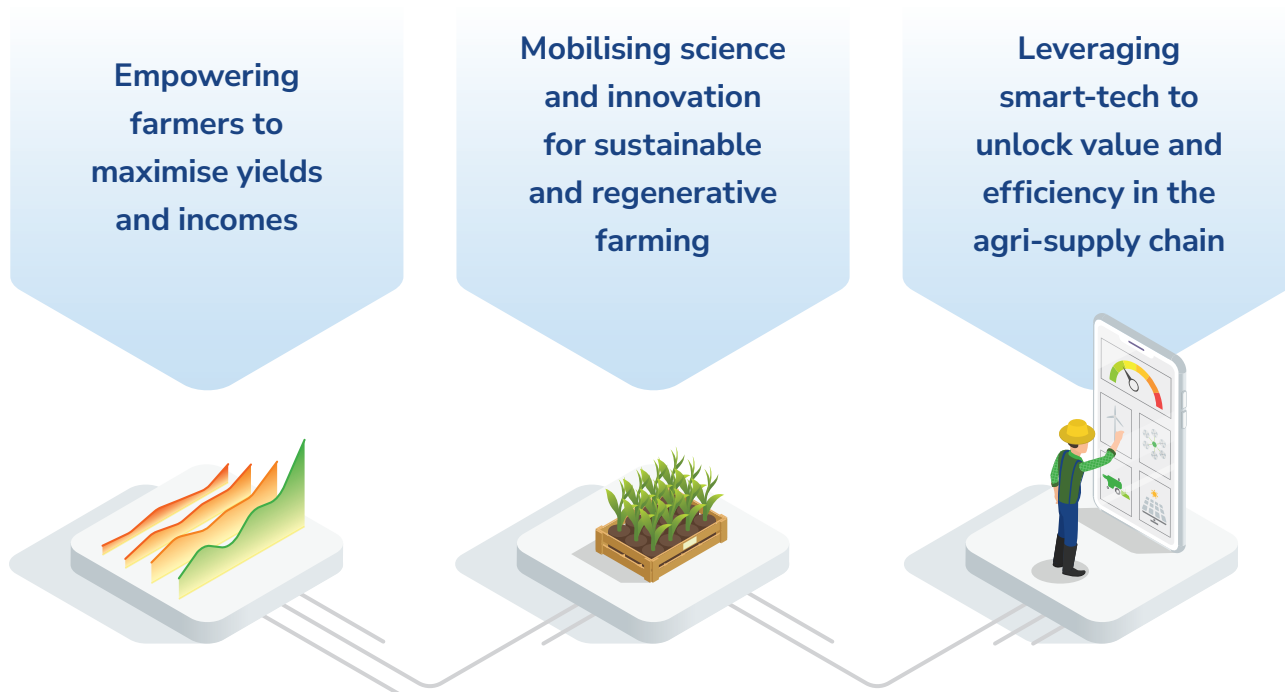 Empowering
farmers to
maximise yields
and incomes
Mobilising science
and innovation
for sustainable
and regenerative
farming
Leveraging
smart-tech to
unlock value and
efficiency in the
agri-supply chain